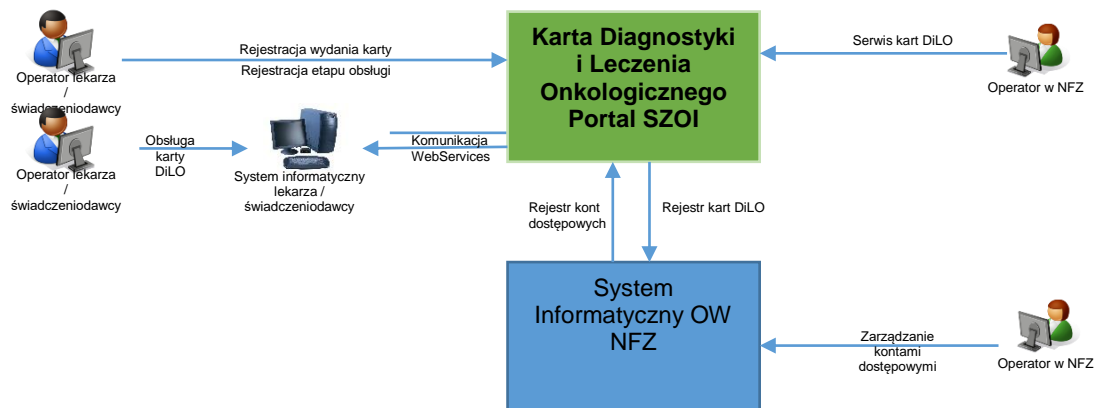 Karta Diagnostyki
i Leczenia
Onkologicznego
Portal SZOI
Rejestracja wydania karty
Rejestracja etapu obsługi
Serwis kart DiLO
Operator lekarza
/
świadczeniodawcy
Operator w NFZ
Obsługa
karty
DiLO
Komunikacja
WebServices
Operator lekarza
/
świadczeniodawcy
System informatyczny
lekarza /
świadczeniodawcy
Rejestr kont
dostępowych
Rejestr kart DiLO
System
Informatyczny OW
NFZ
Zarządzanie
kontami
dostępowymi
Operator w NFZ